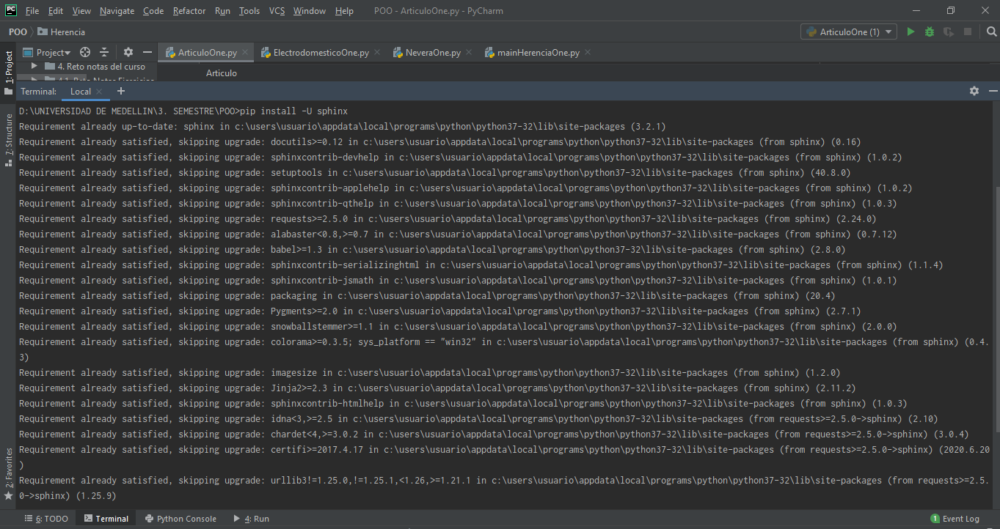 PC File Edit View Navigate Code Refactor Run Tools VCS Window Help POO - ArticuloOne.py - PyCharm
POO Herencia ArticuloOne (1)
1: Project
Project ArticuloOne.py ElectrodomesticoOne.py NeveraOne.py mainHerenciaOne.py
4. Reto notas del curso
Articulo
Terminal: Local +
D:\UNIVERSIDAD DE MEDELLIN\3. SEMESTRE\POO>pip install -U sphinx
Requirement already up-to-date: sphinx in c:\users\usuario\appdata\local\programs\python\python37-32\lib\site-packages (3.2.1)
Requirement already satisfied, skipping upgrade: docutils>=0.12 in c:\users\usuario\appdata\local\programs\python\python37-32\lib\site-packages (from sphinx) (0.16)
Requirement already satisfied, skipping upgrade: sphinxcontrib-devhelp in c:\users\usuario\appdata\local\programs\python\python37-32\lib\site-packages (from sphinx) (1.0.2)
Requirement already satisfied, skipping upgrade: setuptools in c:\users\usuario\appdata\local\programs\python\python37-32\lib\site-packages (from sphinx) (40.8.0)
Requirement already satisfied, skipping upgrade: sphinxcontrib-applehelp in c:\users\usuario\appdata\local\programs\python\python37-32\lib\site-packages (from sphinx) (1.0.2)
Requirement already satisfied, skipping upgrade: sphinxcontrib-qthelp in c:\users\usuario\appdata\local\programs\python\python37-32\lib\site-packages (from sphinx) (1.0.3)
Requirement already satisfied, skipping upgrade: requests>=2.5.0 in c:\users\usuario\appdata\local\programs\python\python37-32\lib\site-packages (from sphinx) (2.24.0)
Requirement already satisfied, skipping upgrade: alabaster<0.8,>=0.7 in c:\users\usuario\appdata\local\programs\python\python37-32\lib\site-packages (from sphinx) (0.7.12)
Requirement already satisfied, skipping upgrade: babel>=1.3 in c:\users\usuario\appdata\local\programs\python\python37-32\lib\site-packages (from sphinx) (2.8.0)
Requirement already satisfied, skipping upgrade: sphinxcontrib-serializinghtml in c:\users\usuario\appdata\local\programs\python\python37-32\lib\site-packages (from sphinx) (1.1.4)
Requirement already satisfied, skipping upgrade: sphinxcontrib-jsmath in c:\users\usuario\appdata\local\programs\python\python37-32\lib\site-packages (from sphinx) (1.0.1)
Requirement already satisfied, skipping upgrade: packaging in c:\users\usuario\appdata\local\programs\python\python37-32\lib\site-packages (from sphinx) (20.4)
Requirement already satisfied, skipping upgrade: Pygments>=2.0 in c:\users\usuario\appdata\local\programs\python\python37-32\lib\site-packages (from sphinx) (2.7.1)
Requirement already satisfied, skipping upgrade: snowballstemmer>=1.1 in c:\users\usuario\appdata\local\programs\python\python37-32\lib\site-packages (from sphinx) (2.0.0)
Requirement already satisfied, skipping upgrade: colorama>=0.3.5; sys_platform == "win32" in c:\users\usuario\appdata\local\programs\python\python37-32\lib\site-packages (from sphinx) (0.4.
3)
Requirement already satisfied, skipping upgrade: imagesize in c:\users\usuario\appdata\local\programs\python\python37-32\lib\site-packages (from sphinx) (1.2.0)
Requirement already satisfied, skipping upgrade: Jinja2>=2.3 in c:\users\usuario\appdata\local\programs\python\python37-32\lib\site-packages (from sphinx) (2.11.2)
Requirement already satisfied, skipping upgrade: sphinxcontrib-htmlhelp in c:\users\usuario\appdata\local\programs\python\python37-32\lib\site-packages (from sphinx) (1.0.3)
Requirement already satisfied, skipping upgrade: idna<3,>=2.5 in c:\users\usuario\appdata\local\programs\python\python37-32\lib\site-packages (from requests>=2.5.0->sphinx) (2.10)
Requirement already satisfied, skipping upgrade: chardet<4,>=3.0.2 in c:\users\usuario\appdata\local\programs\python\python37-32\lib\site-packages (from requests>=2.5.0->sphinx) (3.0.4)
Requirement already satisfied, skipping upgrade: certifi>=2017.4.17 in c:\users\usuario\appdata\local\programs\python\python37-32\lib\site-packages (from requests>=2.5.0->sphinx) (2020.6.20
)
Requirement already satisfied, skipping upgrade: urllib3!=1.25.0,!=1.25.1,<1.26,>=1.21.1 in c:\users\usuario\appdata\local\programs\python\python37-32\lib\site-packages (from requests>=2.5.
0->sphinx) (1.25.9)
7: Structure
2: Favorites
6: TODO Terminal Python Console 4: Run 1 Event Log